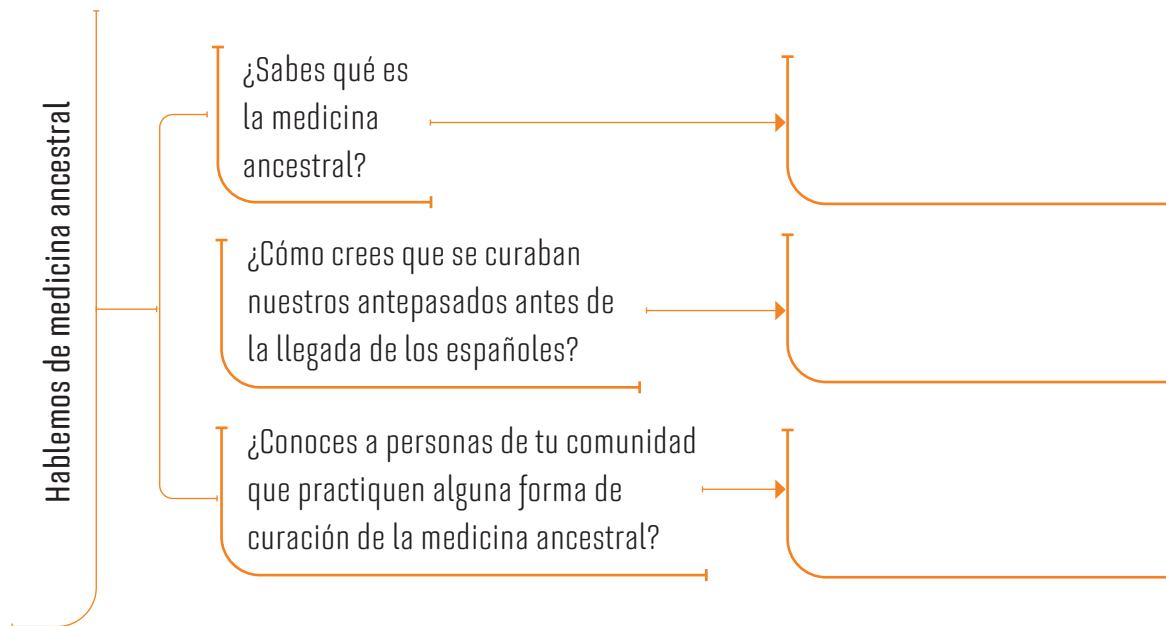 Hablemos de medicina ancestral
¿Sabes qué es
la medicina
ancestral?
¿Cómo crees que se curaban
nuestros antepasados antes de
la llegada de los españoles?
¿Conoces a personas de tu comunidad
que practiquen alguna forma de
curación de la medicina ancestral?